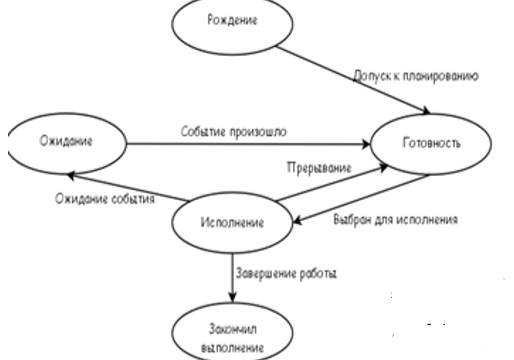 Рождение
Допуск к планированию
Ожидание
Событие произошло
Готовность
Прерывание
Ожидание события
Исполнение
Выбран для исполнения
Завершение работы
Закончил
выполнение